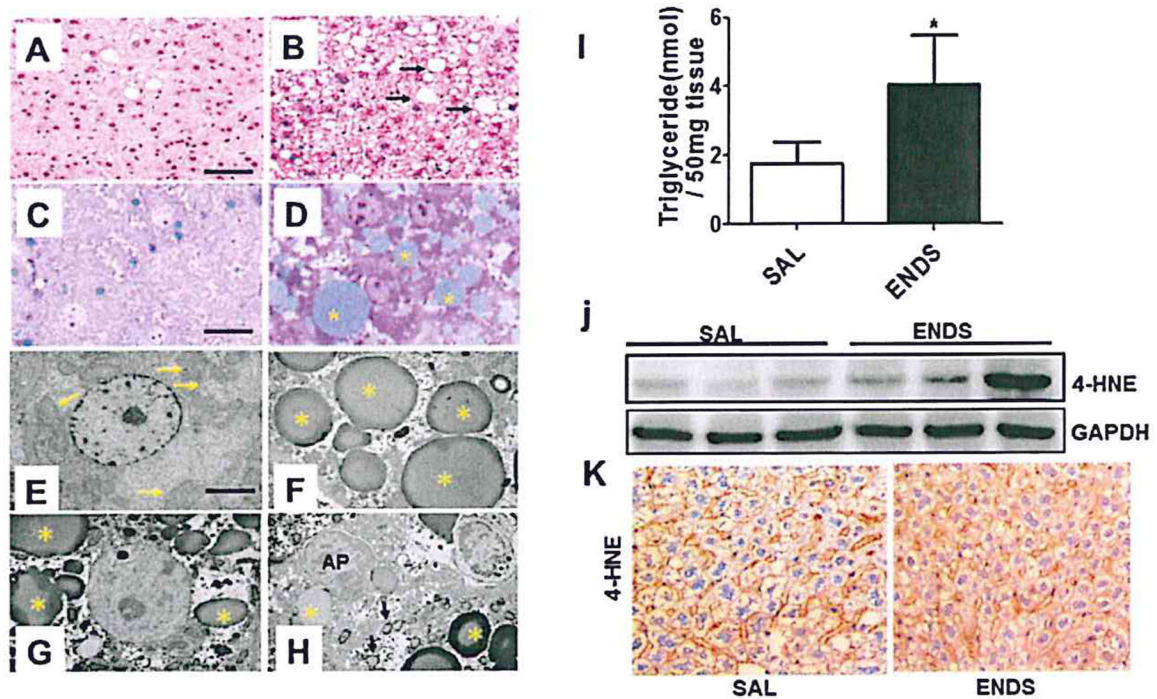 A
B
C
D
*
*
*
E
F
*
*
*
*
G
*
*
*
H
AP
*
*
I
Triglyceride(nmol)
/ 50mg tissue
6
4
2
0
*
SAL
ENDS
j
SAL
ENDS
4-HNE
GAPDH
K
4-HNE
SAL
ENDS